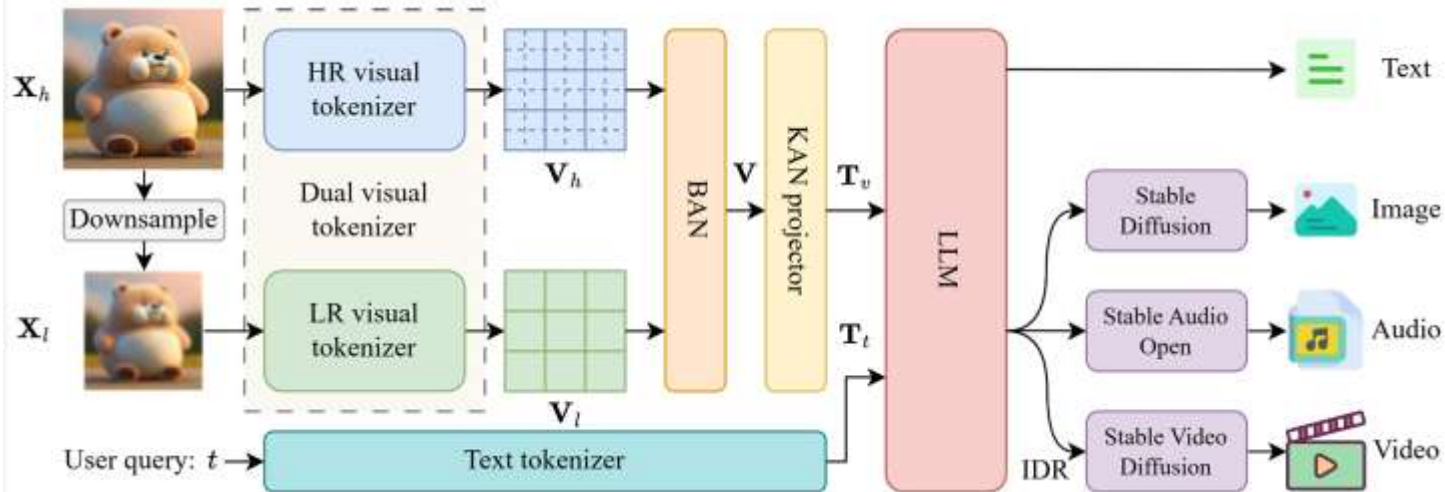 X_h
HR visual
tokenizer
V_h
Downsample
Dual visual
tokenizer
X_l
LR visual
tokenizer
V_l
User query: t
Text tokenizer
BAN
V
KAN projector
T_v
T_t
LLM
Text
Stable
Diffusion
Image
Stable Audio
Open
Audio
IDR
Stable Video
Diffusion
Video